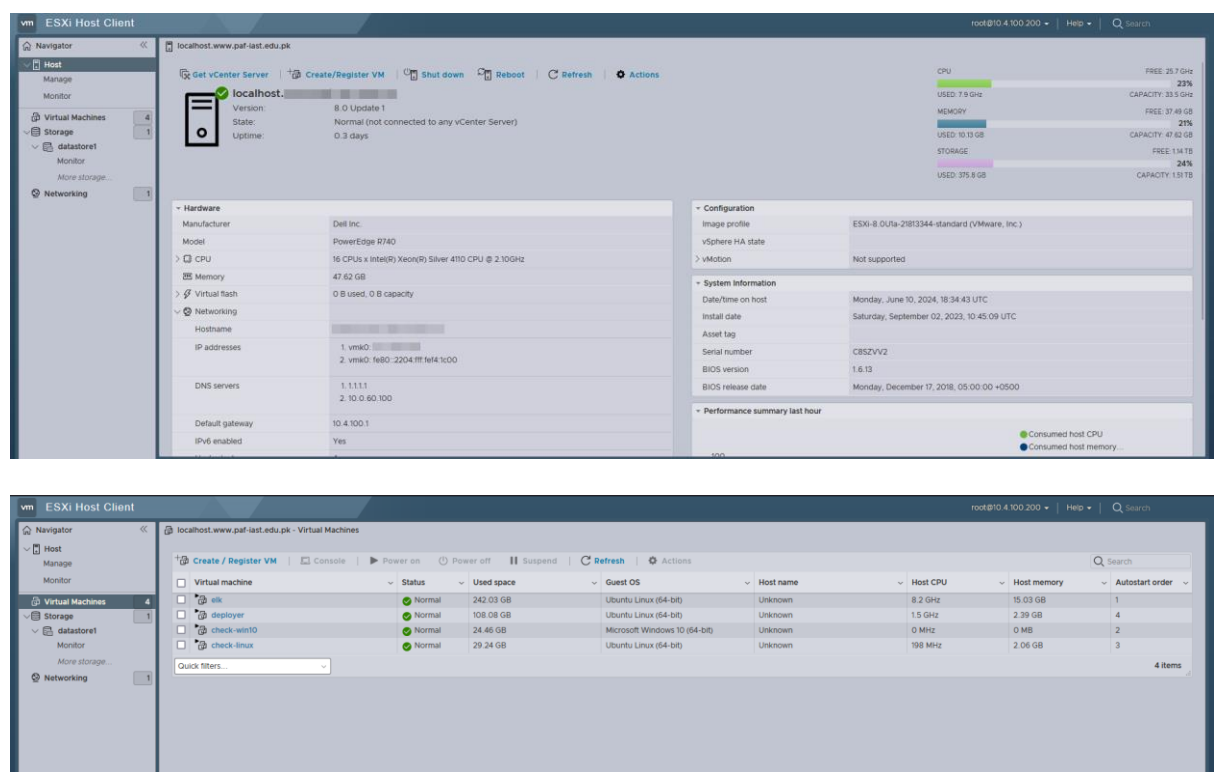 vm ESXi Host Client root@10.4.100.200 Help Search
Navigator localhost.www.paf-iast.edu.pk
Host
Manage
Monitor
Virtual Machines 4
Storage 1
datastore1
Monitor
More storage...
Networking 1
Get vCenter Server Create/Register VM Shut down Reboot Refresh Actions
localhost.
Version: 8.0 Update 1
State: Normal (not connected to any vCenter Server)
Uptime: 0.3 days
CPU FREE: 25.7 GHz
23%
USED: 7.9 GHz CAPACITY: 33.5 GHz
MEMORY FREE: 37.49 GB
21%
USED: 10.13 GB CAPACITY: 47.62 GB
STORAGE FREE: 1.14 TB
24%
USED: 375.8 GB CAPACITY: 1.51 TB
Hardware
Manufacturer Dell Inc.
Model PowerEdge R740
CPU 16 CPUs x Intel(R) Xeon(R) Silver 4110 CPU @ 2.10GHz
Memory 47.62 GB
Virtual flash 0 B used, 0 B capacity
Networking
Hostname
IP addresses 1. vmk0:
2. vmk0: fe80::2204:fff:fef4:1c00
DNS servers 1. 1.1.1.1
2. 10.0.60.100
Default gateway 10.4.100.1
IPv6 enabled Yes
Configuration
Image profile ESXi-8.0U1a-21813344-standard (VMware, Inc.)
vSphere HA state
vMotion Not supported
System Information
Date/time on host Monday, June 10, 2024, 18:34:43 UTC
Install date Saturday, September 02, 2023, 10:45:09 UTC
Asset tag
Serial number C8SZVV2
BIOS version 1.6.13
BIOS release date Monday, December 17, 2018, 05:00:00 +0500
Performance summary last hour
Consumed host CPU
Consumed host memory...
100
vm ESXi Host Client root@10.4.100.200 Help Search
Navigator localhost.www.paf-iast.edu.pk - Virtual Machines
Host
Manage
Monitor
Virtual Machines 4
Storage 1
datastore1
Monitor
More storage...
Networking 1
Create / Register VM Console Power on Power off Suspend Refresh Actions Search
Virtual machine Status Used space Guest OS Host name Host CPU Host memory Autostart order
elk Normal 242.03 GB Ubuntu Linux (64-bit) Unknown 8.2 GHz 15.03 GB 1
deployer Normal 108.08 GB Ubuntu Linux (64-bit) Unknown 1.5 GHz 2.39 GB 4
check-win10 Normal 24.46 GB Microsoft Windows 10 (64-bit) Unknown 0 MHz 0 MB 2
check-linux Normal 29.24 GB Ubuntu Linux (64-bit) Unknown 198 MHz 2.06 GB 3
Quick filters... 4 items